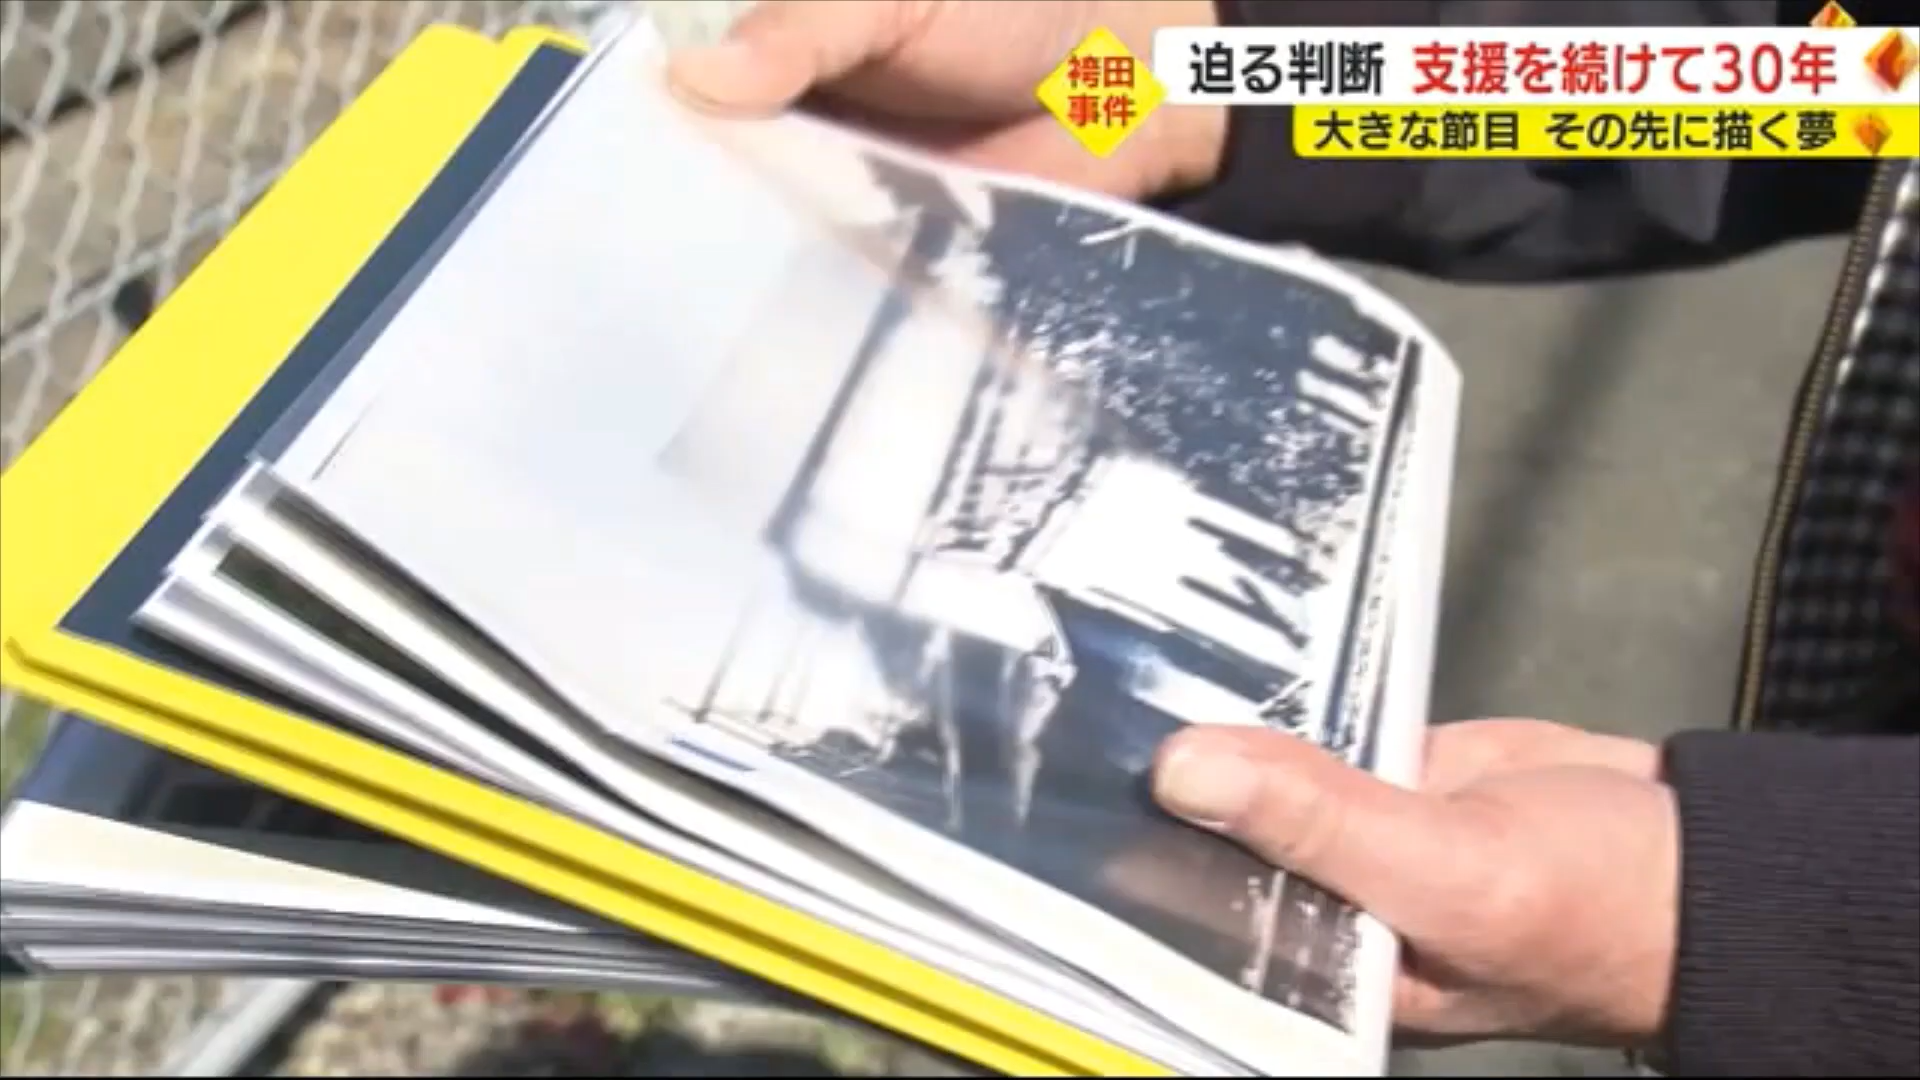 袴田
事件
迫る判断 支援を続けて30年
大きな節目 その先に描く夢